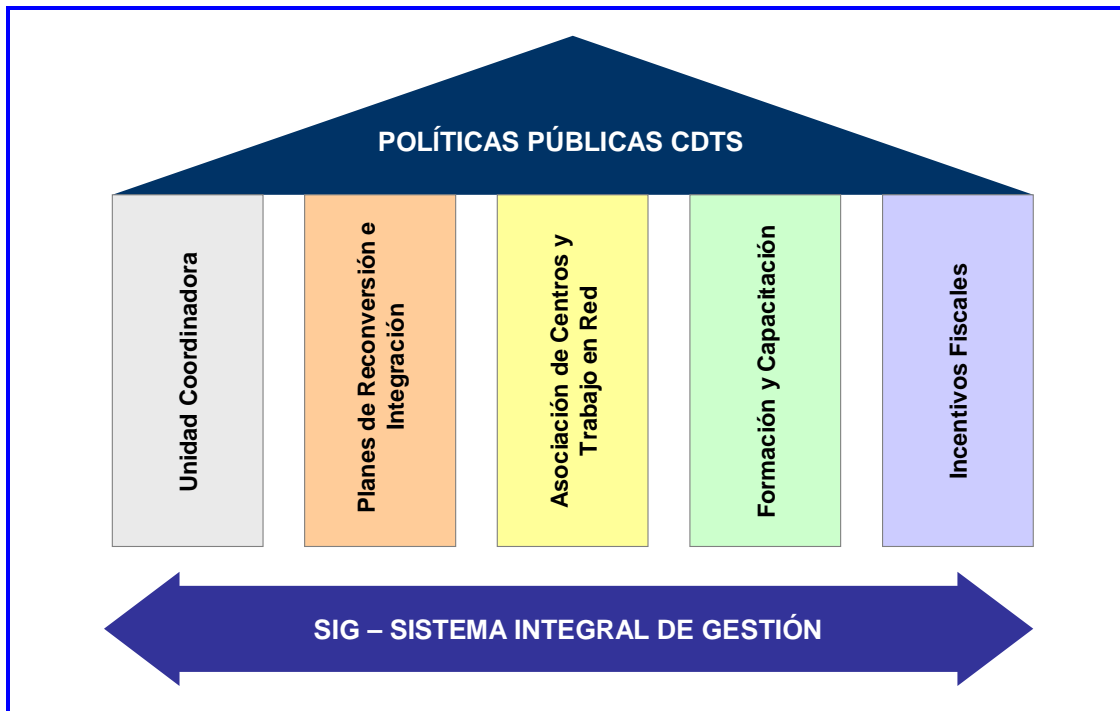 POLÍTICAS PÚBLICAS CDTS
Unidad Coordinadora
Planes de Reconversión e
Integración
Asociación de Centros y
Trabajo en Red
Formación y Capacitación
Incentivos Fiscales
SIG – SISTEMA INTEGRAL DE GESTIÓN